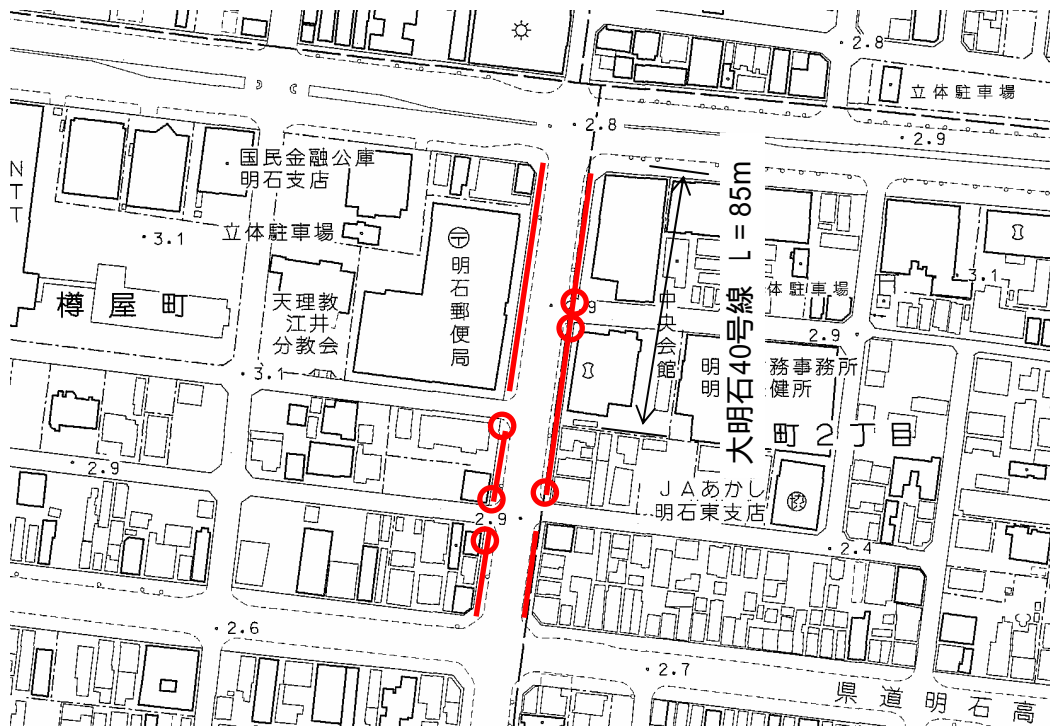 2.8
立体駐車場
2.8
2.9
国民金融公庫
明石支店
NTT
立体駐車場
3.1
〒
明石郵便局
大明石40号線 L=85m
3.1
体駐車場
樽屋町
天理教
江井
分教会
9
中央会館
2.9
明 務事務所
明 健所
3.1
町2丁目
2.9
JAあかし
明石東支店
2.9
2.4
2.6
2.7
県道明石高